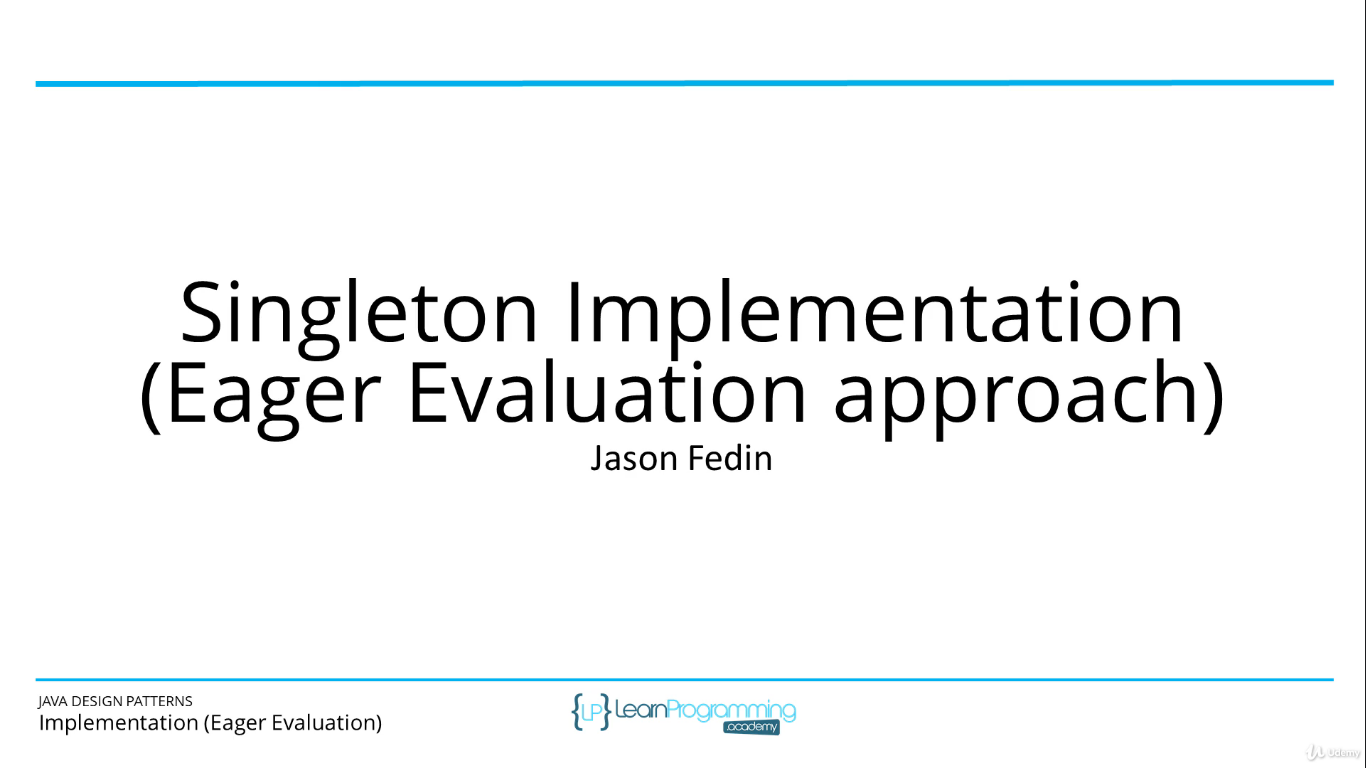 Singleton Implementation
(Eager Evaluation approach)
Jason Fedin
JAVA DESIGN PATTERNS
Implementation (Eager Evaluation)
{LP} LearnProgramming
.academy
Udemy